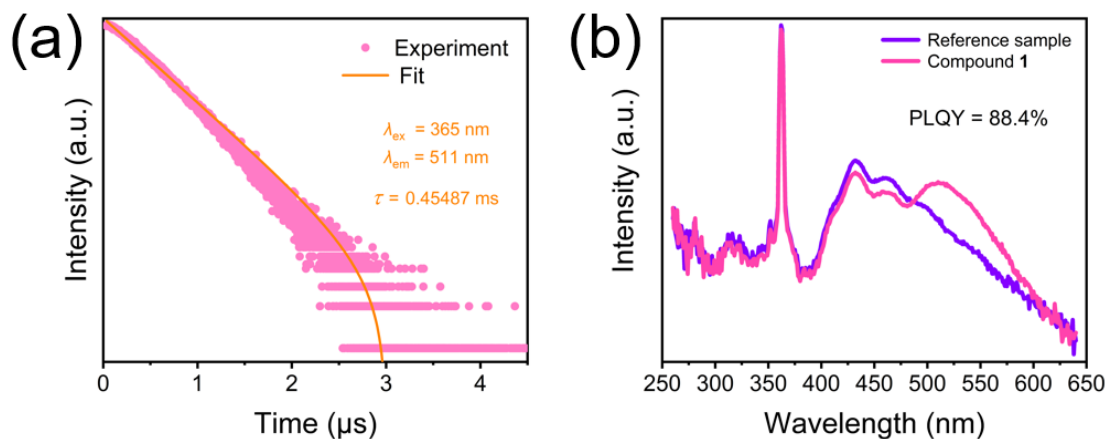 (a)
Experiment
Fit
λex = 365 nm
λem = 511 nm
τ = 0.45487 ms
Intensity (a.u.)
0 1 2 3 4
Time (µs)
(b)
Reference sample
Compound 1
PLQY = 88.4%
Intensity (a.u.)
250 300 350 400 450 500 550 600 650
Wavelength (nm)